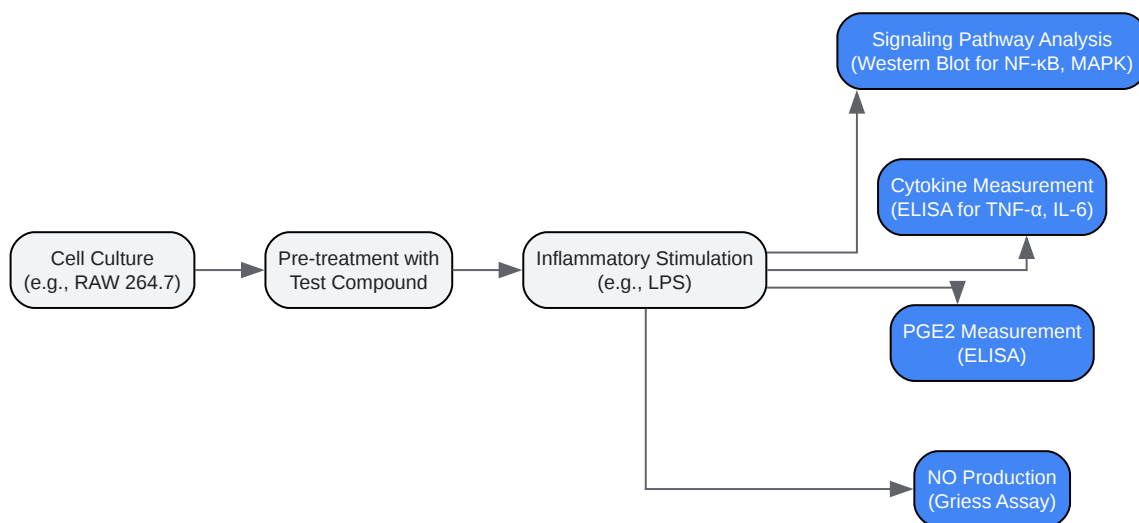 Signaling Pathway Analysis
(Western Blot for NF-κB, MAPK)
Cytokine Measurement
(ELISA for TNF-α, IL-6)
Cell Culture
(e.g., RAW 264.7)
Pre-treatment with
Test Compound
Inflammatory Stimulation
(e.g., LPS)
PGE2 Measurement
(ELISA)
NO Production
(Griess Assay)